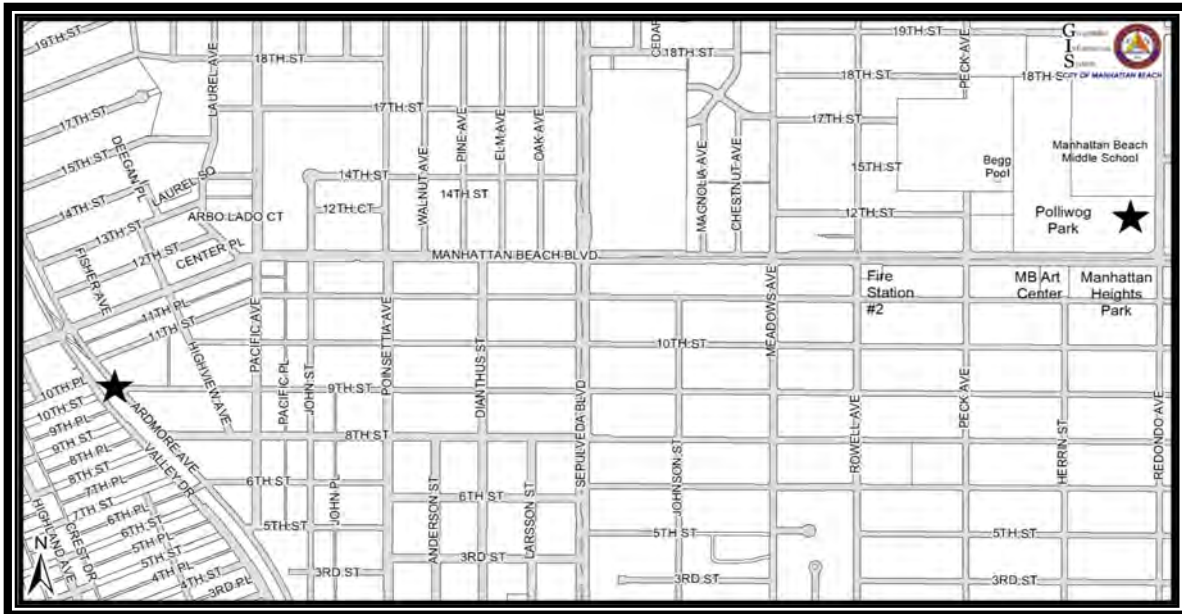 19TH ST
18TH ST
LAUREL AVE
17TH ST
17TH ST
DEEGAN PL
15TH ST
LAUREL SQ
14TH ST
ARBOLADO CT
13TH ST
12TH ST
CENTER PL
FISHER AVE
11TH PL
11TH ST
HIGHVIEW AVE
PACIFIC AVE
PACIFIC PL
JOHN ST
14TH ST
12TH CT
WALNUT AVE
PINE AVE
ELM AVE
OAK AVE
14TH ST
MANHATTAN BEACH BLVD
POINSETTIA AVE
DIANTHUS ST
9TH ST
8TH ST
6TH ST
5TH ST
3RD ST
JOHN PL
ANDERSON ST
6TH ST
LARSSON ST
3RD ST
SEPULVEDA BLVD
CEDAR
18TH ST
MAGNOLIA AVE
CHESTNUT AVE
MEADOWS AVE
10TH ST
JOHNSON ST
5TH ST
3RD ST
19TH ST
18TH ST
17TH ST
15TH ST
12TH ST
PECK AVE
18TH S
G
I
S
CITY OF MANHATTAN BEACH
Manhattan Beach
Middle School
Begg
Pool
Polliwog
Park
Fire
Station
#2
MB Art
Center
Manhattan
Heights
Park
ROWELL AVE
PECK AVE
HERRIN ST
REDONDO AVE
5TH ST
3RD ST
10TH PL
10TH ST
9TH PL
9TH ST
8TH PL
8TH ST
7TH PL
7TH ST
6TH PL
6TH ST
5TH PL
5TH ST
4TH PL
4TH ST
3RD PL
ARDMORE AVE
VALLEY DR
CREST DR
HIGHLAND AVE
N